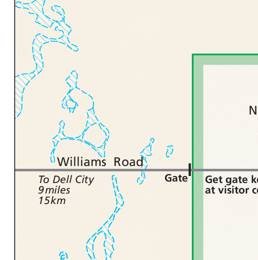 N
Williams Road
To Dell City
9miles
15km
Gate
Get gate
at visitor